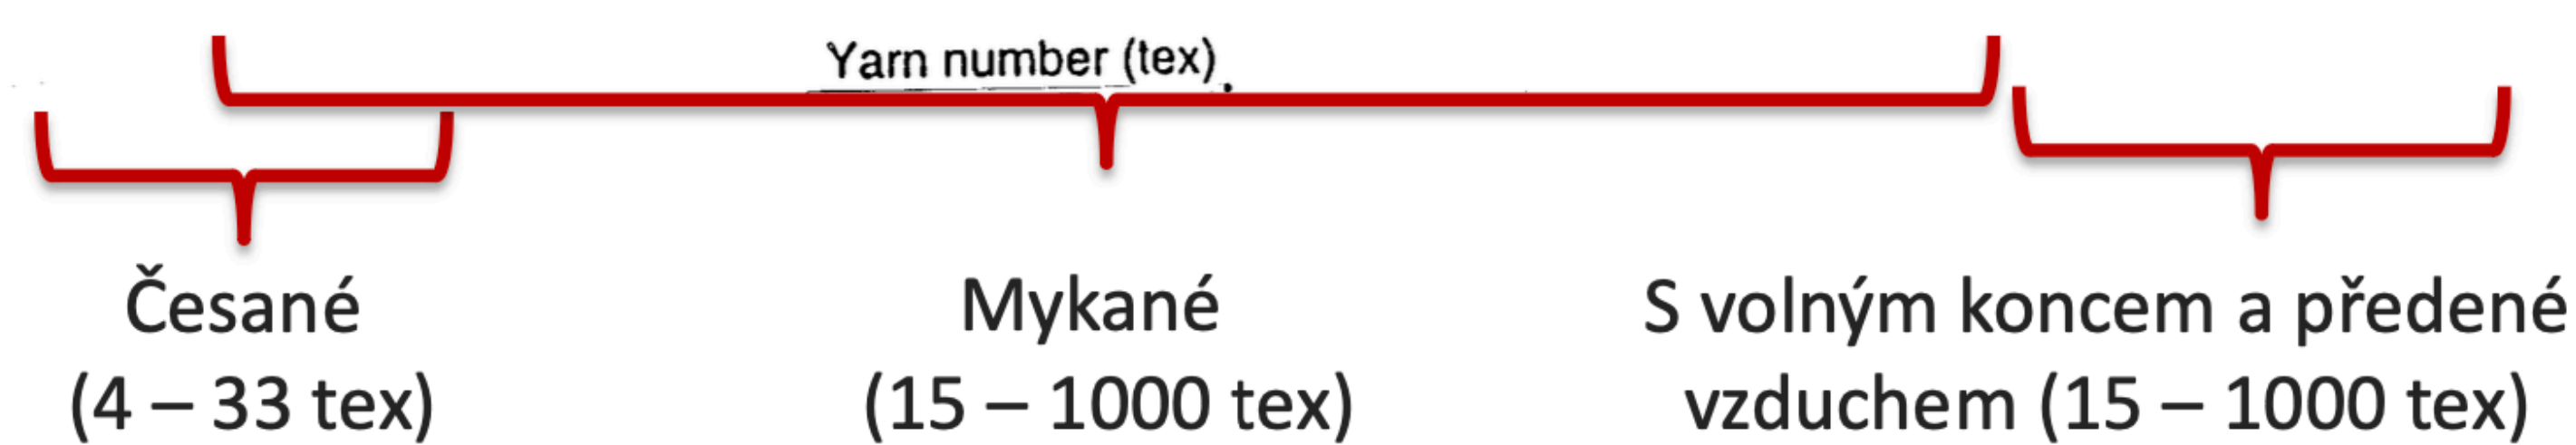 Yarn number (tex)
Česané
(4 – 33 tex)
Mykané
(15 – 1000 tex)
S volným koncem a předené
vzduchem (15 – 1000 tex)